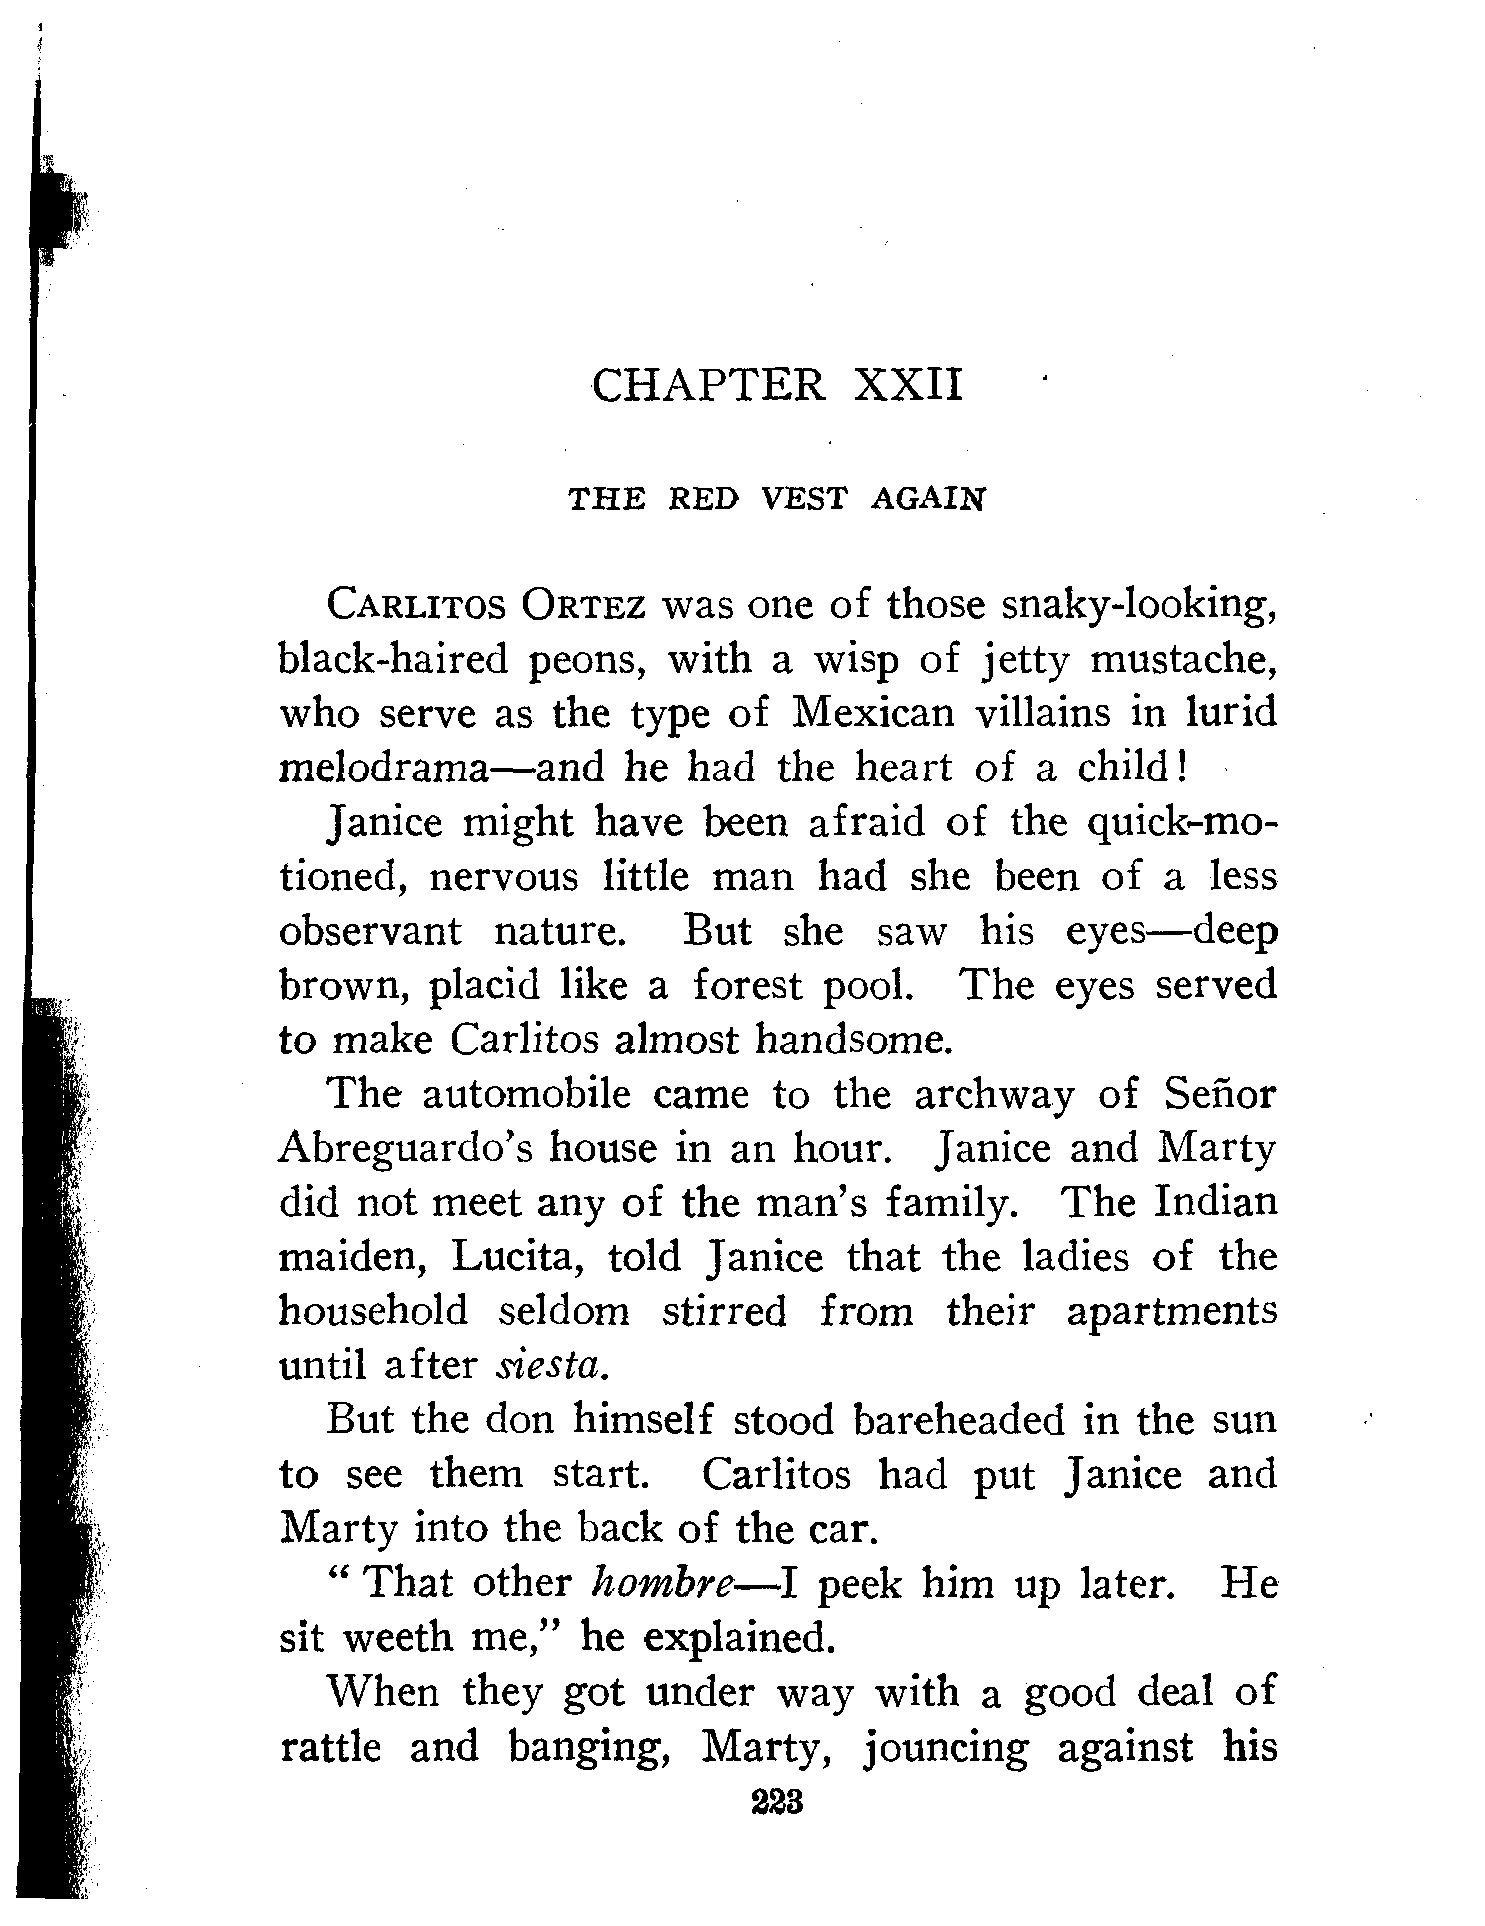 CHAPTER XXII
THE RED VEST AGAIN
CARLITOS ORTEZ was one of those snaky-looking,
black-haired peons, with a wisp of jetty mustache,
who serve as the type of Mexican villains in lurid
melodrama—and he had the heart of a child!
Janice might have been afraid of the quick-mo-
tioned, nervous little man had she been of a less
observant nature. But she saw his eyes—deep
brown, placid like a forest pool. The eyes served
to make Carlitos almost handsome.
The automobile came to the archway of Señor
Abreguardo's house in an hour. Janice and Marty
did not meet any of the man's family. The Indian
maiden, Lucita, told Janice that the ladies of the
household seldom stirred from their apartments
until after siesta.
But the don himself stood bareheaded in the sun
to see them start. Carlitos had put Janice and
Marty into the back of the car.
“ That other hombre—I peek him up later. He
sit weeth me,” he explained.
When they got under way with a good deal of
rattle and banging, Marty, jouncing against his
223